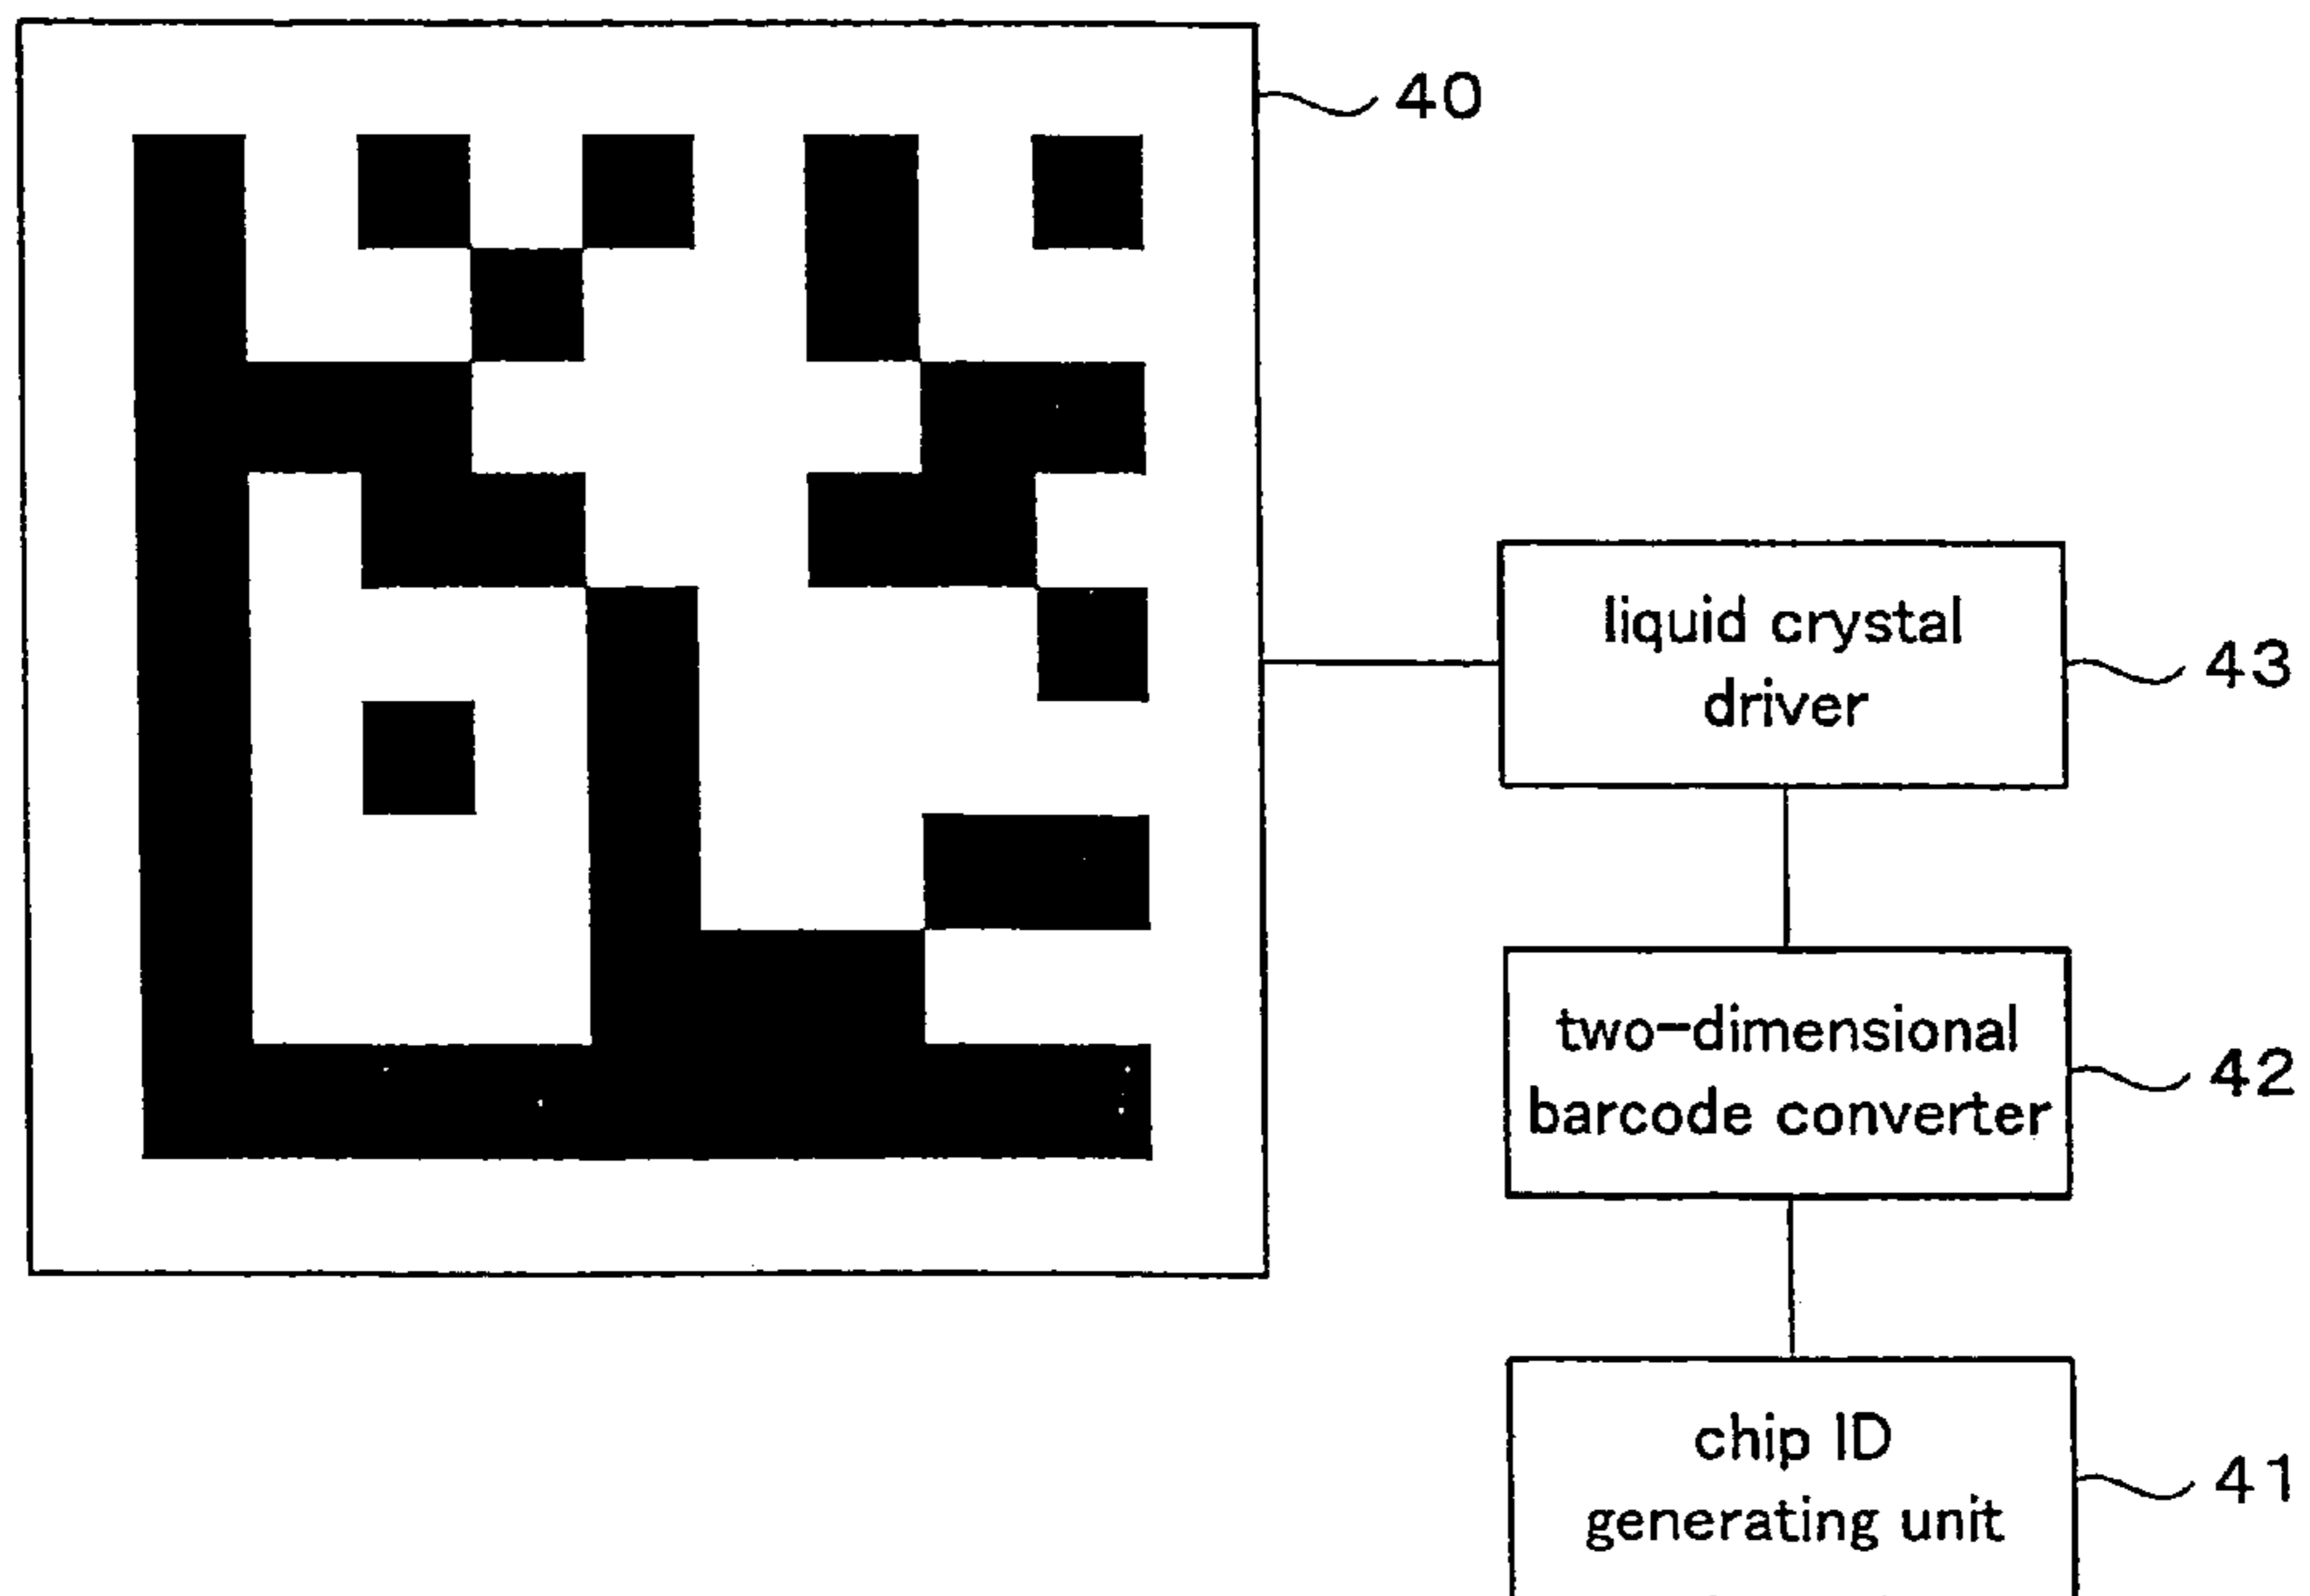 40
liquid crystal
driver
43
two-dimensional
barcode converter
42
chip ID
generating unit
41